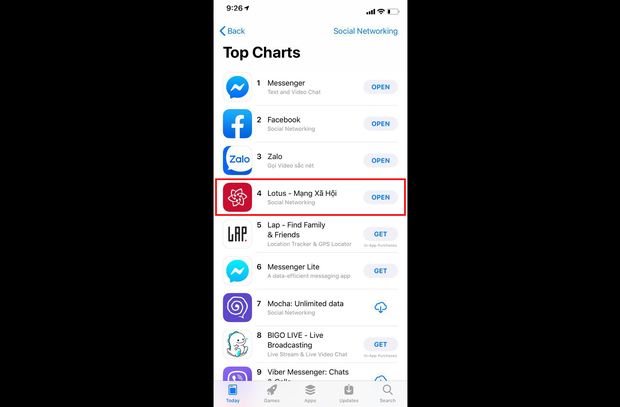 9:26
Back
Social Networking
Top Charts
1 Messenger
Text and Video Chat
OPEN
2 Facebook
Social Networking
OPEN
Zalo
3 Zalo
Gọi Video sắc nét
OPEN
4 Lotus - Mạng Xã Hội
Social Networking
OPEN
LAP.
5 Lap - Find Family
& Friends
Location Tracker & GPS Locator
GET
In-App Purchases
6 Messenger Lite
A data-efficient messaging app
GET
7 Mocha: Unlimited data
Social Networking
8 BIGO LIVE - Live
Broadcasting
Live Stream & Live Video Chat
GET
In-App Purchases
9 Viber Messenger: Chats
& Calls
Today
Games
Apps
Updates
Search